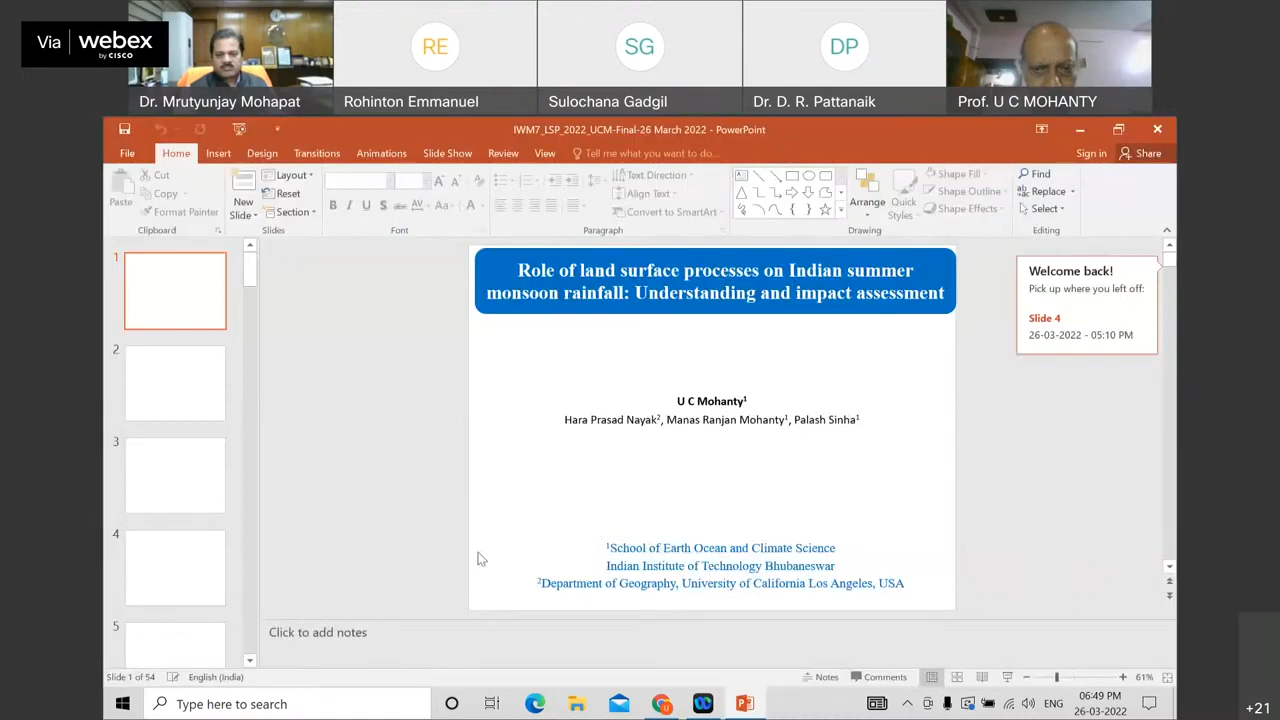 Via webex by CISCO
RE
SG
DP
Dr. Mrutyunjay Mohapat
Rohinton Emmanuel
Sulochana Gadgil
Dr. D. R. Pattanaik
Prof. U C MOHANTY
IWM7_LSP_2022_UCM-Final-26 March 2022 - PowerPoint
File Home Insert Design Transitions Animations Slide Show Review View Tell me what you want to do... Sign in Share
Paste
Cut
Copy
Format Painter
Clipboard
New Slide
Layout
Reset
Section
Slides
B I U S abc AV Aa A
Font
Text Direction
Align Text
Convert to SmartArt
Paragraph
Arrange
Quick Styles
Shape Fill
Shape Outline
Shape Effects
Drawing
Find
Replace
Select
Editing
1
2
3
4
5
Role of land surface processes on Indian summer
monsoon rainfall: Understanding and impact assessment
U C Mohanty¹
Hara Prasad Nayak², Manas Ranjan Mohanty¹, Palash Sinha¹
¹School of Earth Ocean and Climate Science
Indian Institute of Technology Bhubaneswar
²Department of Geography, University of California Los Angeles, USA
Welcome back!
Pick up where you left off:
Slide 4
26-03-2022 - 05:10 PM
Click to add notes
Slide 1 of 54 English (India) Notes Comments 61%
Type here to search
ENG
06:49 PM
26-03-2022
+21